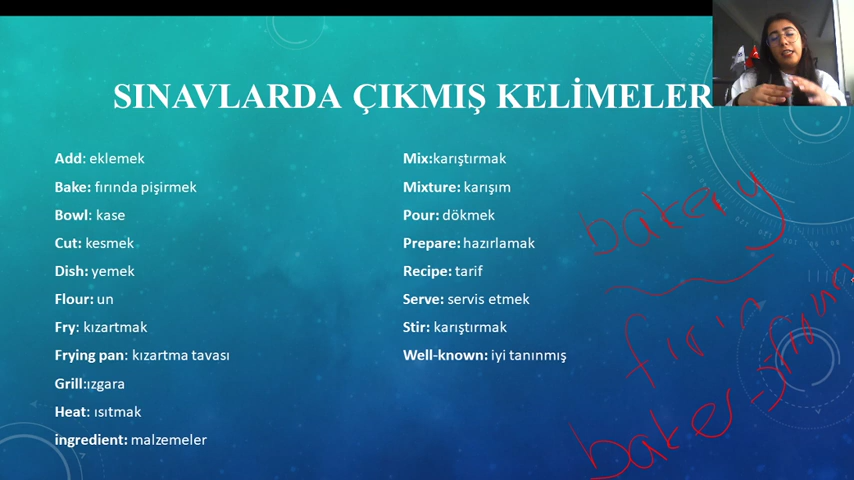 SINAVLARDA ÇIKMIŞ KELİMELER
Add: eklemek
Bake: fırında pişirmek
Bowl: kase
Cut: kesmek
Dish: yemek
Flour: un
Fry: kızartmak
Frying pan: kızartma tavası
Grill:ızgara
Heat: ısıtmak
ingredient: malzemeler
Mix:karıştırmak
Mixture: karışım
Pour: dökmek
Prepare: hazırlamak
Recipe: tarif
Serve: servis etmek
Stir: karıştırmak
Well-known: iyi tanınmış
fırın
baker